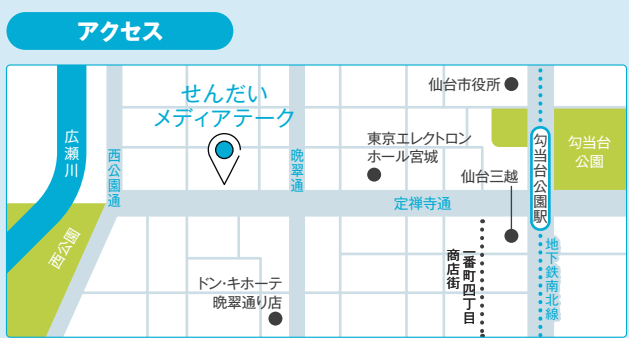 アクセス
仙台市役所
せんだい
メディアテーク
広瀬川
西公園通
晩翠通
東京エレクトロン
ホール宮城
勾当台公園駅
勾当台
公園
仙台三越
定禅寺通
西公園
一番町四丁目
商店街
地下鉄南北線
ドン・キホーテ
晩翠通り店